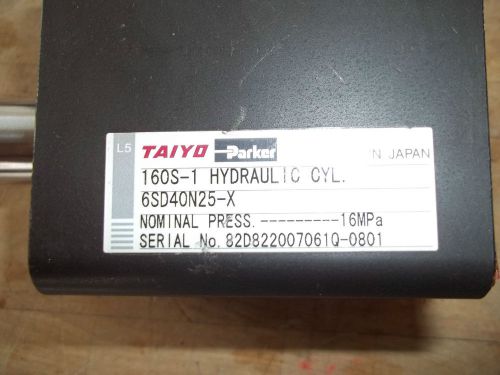 L5 TAIYO Parker N JAPAN
160S-1 HYDRAULIC CYL.
6SD40N25-X
NOMINAL PRESS.---------16MPa
SERIAL No. 82D822007061Q-0801